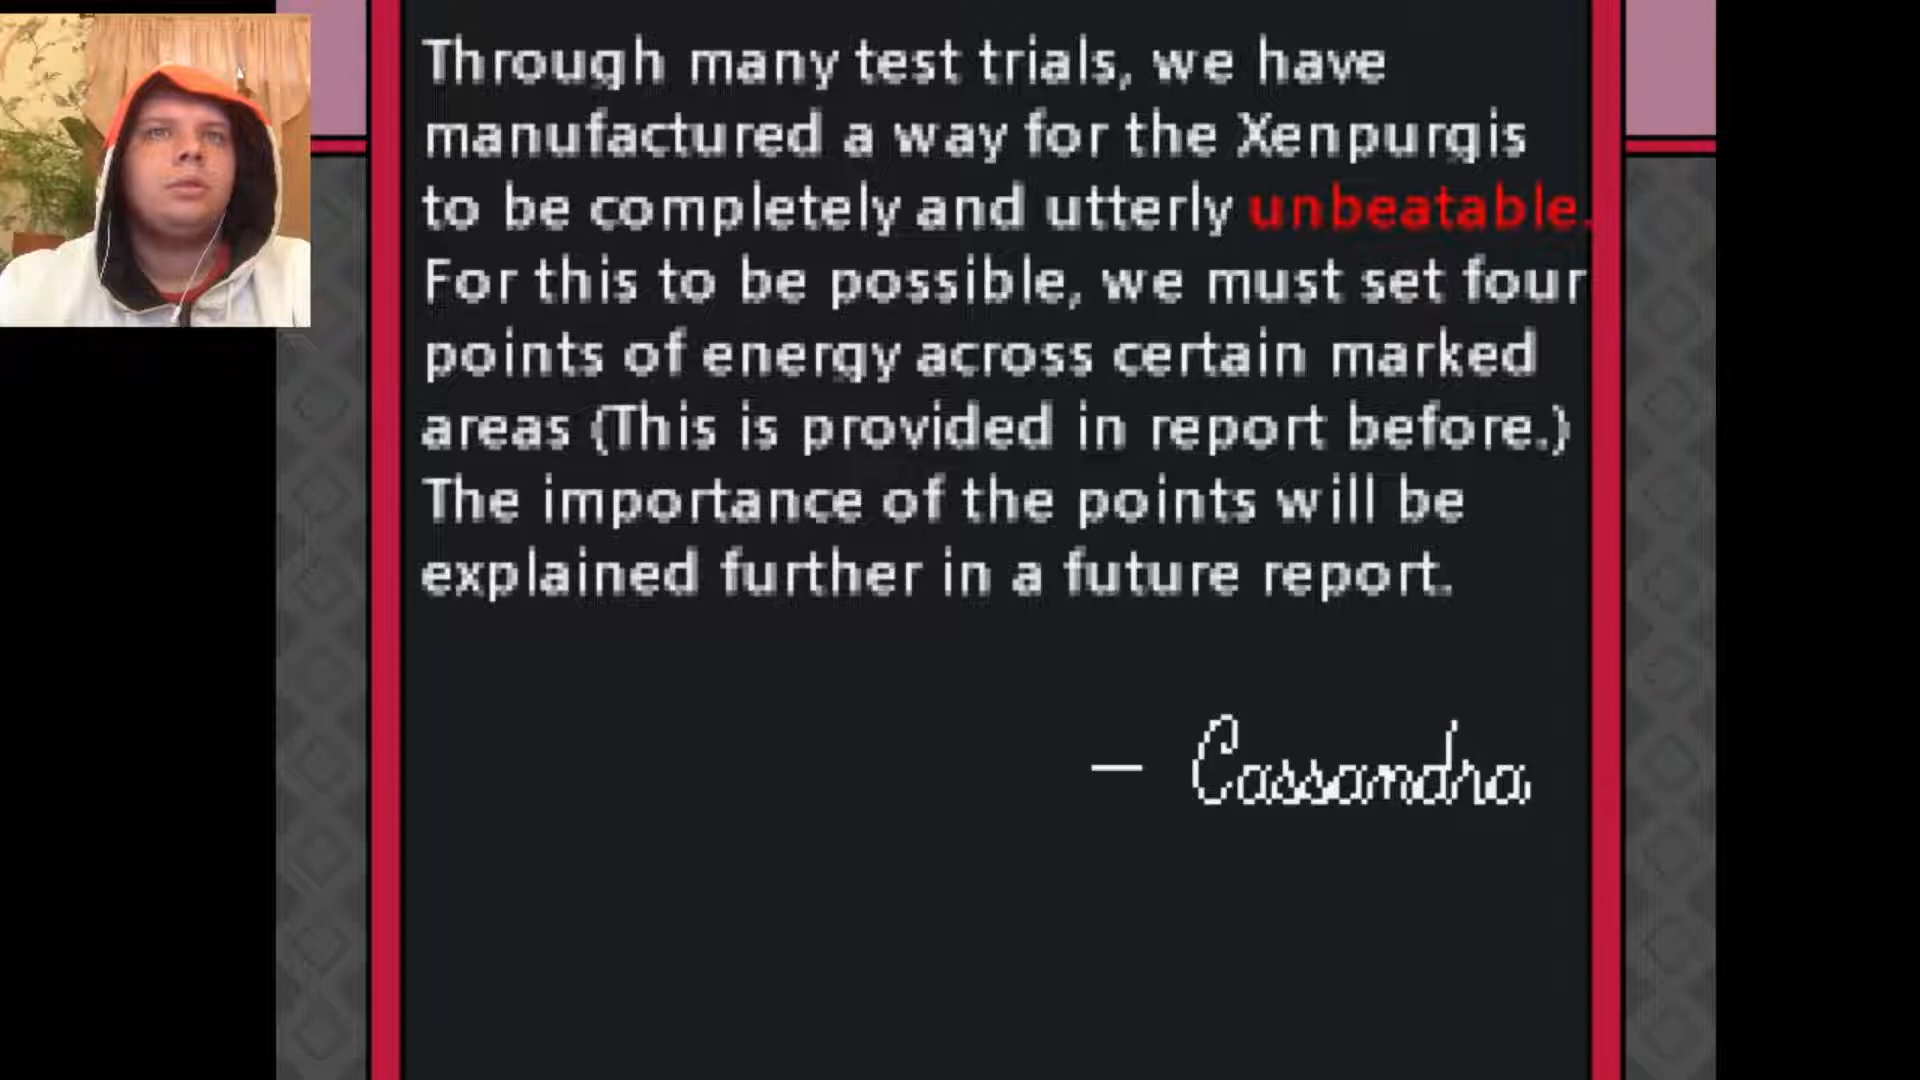 Through many test trials, we have
manufactured a way for the Xenpurgis
to be completely and utterly unbeatable.
For this to be possible, we must set four
points of energy across certain marked
areas (This is provided in report before.)
The importance of the points will be
explained further in a future report.
— Cassandra